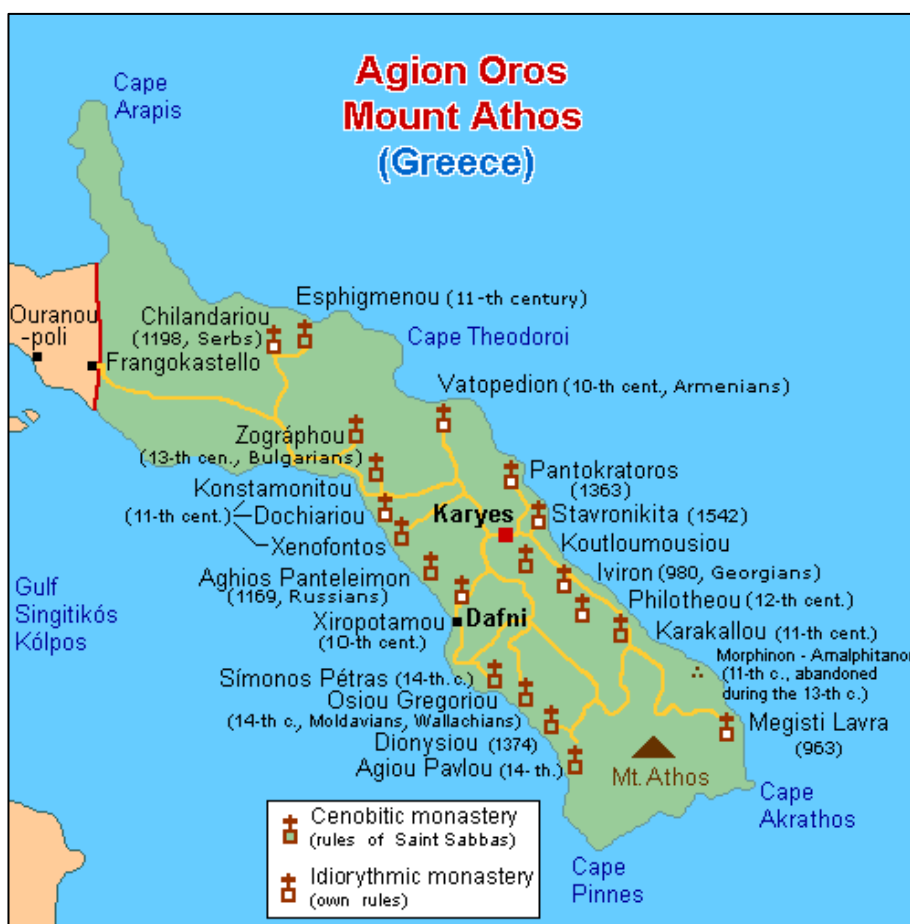 Agion Oros
Mount Athos
(Greece)
Cape
Arapis
Ouranou
-poli
Frangokastello
Esphigmenou (11-th century)
Chilandariou
(1198, Serbs)
Cape Theodoroi
Vatopedion (10-th cent., Armenians)
Zográphou
(13-th cen., Bulgarians)
Konstamonitou
(11-th cent.)
Dochiariou
Xenofontos
Pantokratoros
(1363)
Karyes
Stavronikita (1542)
Koutloumousiou
Iviron (980, Georgians)
Aghios Panteleimon
(1169, Russians)
Philotheou (12-th cent.)
Gulf
Singitikós
Kólpos
Xiropotamou
(10-th cent.)
Dafni
Karakallou (11-th cent.)
Morphinon - Amalphitanon
(11-th c., abandoned
during the 13-th c.)
Símonos Pétras (14-th. c.)
Osiou Gregoriou
(14-th c., Moldavians, Wallachians)
Dionysiou (1374)
Agiou Pavlou (14- th.)
Megisti Lavra
(963)
Mt. Athos
Cape
Akrathos
Cape
Pinnes
Cenobitic monastery
(rules of Saint Sabbas)
Idiorythmic monastery
(own rules)